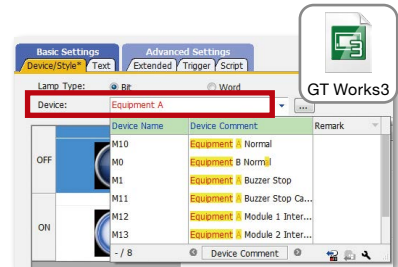 Basic Settings
Advanced Settings
Device/Style*
Text
Extended
Trigger
Script
GT Works3
Lamp Type:
Bit
Word
Device:
Equipment A
...
Device Name
Device Comment
Remark
OFF
M10
Equipment A Normal
M0
Equipment B Normal
M1
Equipment A Buzzer Stop
M11
Equipment A Buzzer Stop Ca...
ON
M12
Equipment A Module 1 Inter...
M13
Equipment A Module 2 Inter...
- / 8
Device Comment